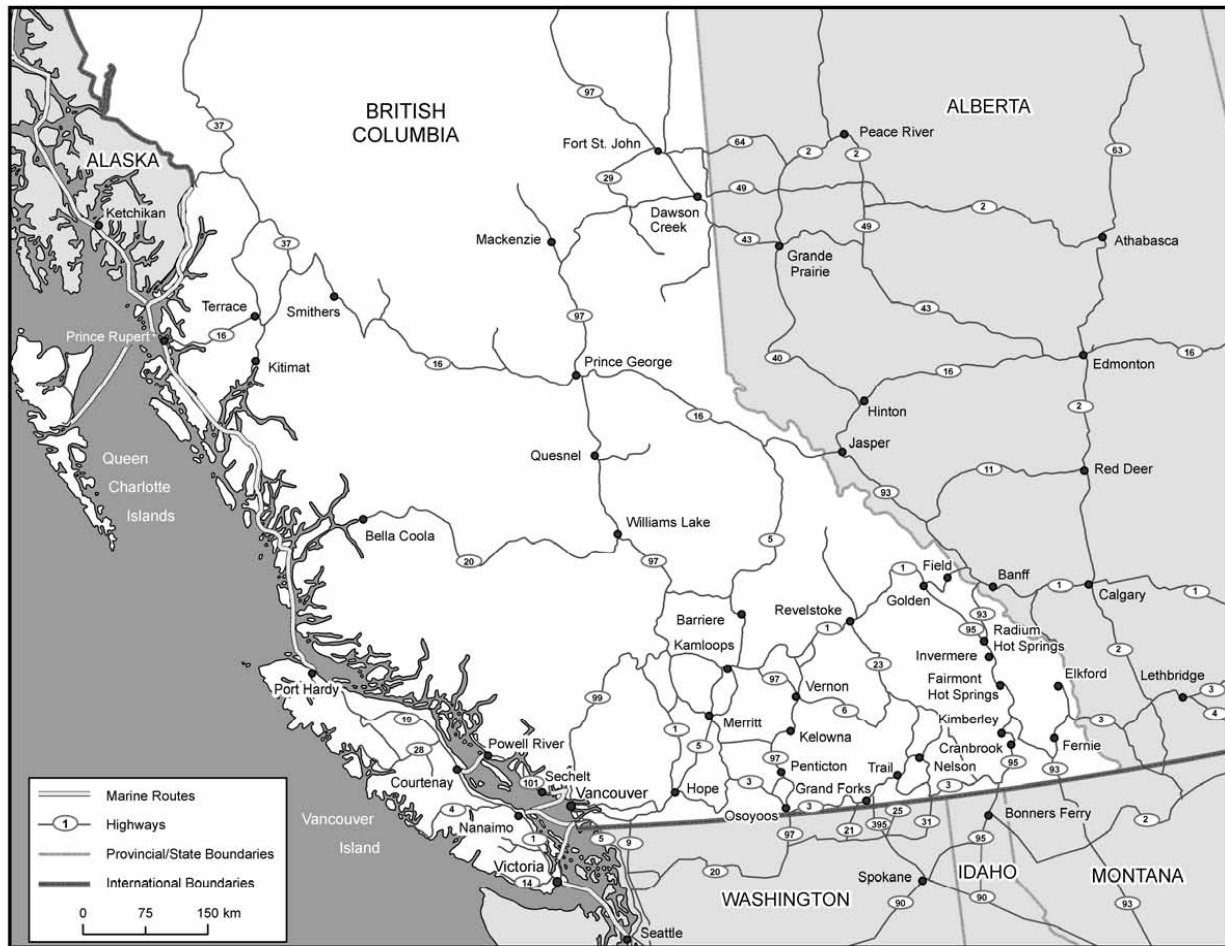 97
37
BRITISH
COLUMBIA
ALBERTA
Peace River
Fort St. John
64
2
2
63
ALASKA
29
49
Ketchikan
Dawson
Creek
2
Mackenzie
37
43
49
Athabasca
Grande
Prairie
Terrace
Smithers
43
97
Prince Rupert
16
Kitimat
Prince George
16
40
16
Edmonton
16
Hinton
2
16
Jasper
Queen
Charlotte
Islands
Quesnel
93
11
Red Deer
Williams Lake
Bella Coola
20
5
97
1
Field
Banff
1
Calgary
1
Golden
Barriere
Revelstoke
93
95
Radium
Hot Springs
1
Kamloops
Invermere
2
23
Port Hardy
99
97
Vernon
Fairmont
Hot Springs
Elkford
Lethbridge
3
4
6
19
1
Merritt
Kimberley
3
28
Powell River
5
Kelowna
Cranbrook
Fernie
97
95
Courtenay
101
Sechelt
Penticton
Trail
Nelson
93
3
Vancouver
Hope
Grand Forks
3
4
Nanaimo
Osoyoos
3
25
Bonners Ferry
1
5
9
97
21
395
31
2
Vancouver
Island
Victoria
95
14
20
Spokane
IDAHO
MONTANA
WASHINGTON
90
90
93
Seattle
Marine Routes
1
Highways
Provincial/State Boundaries
International Boundaries
0
75
150 km